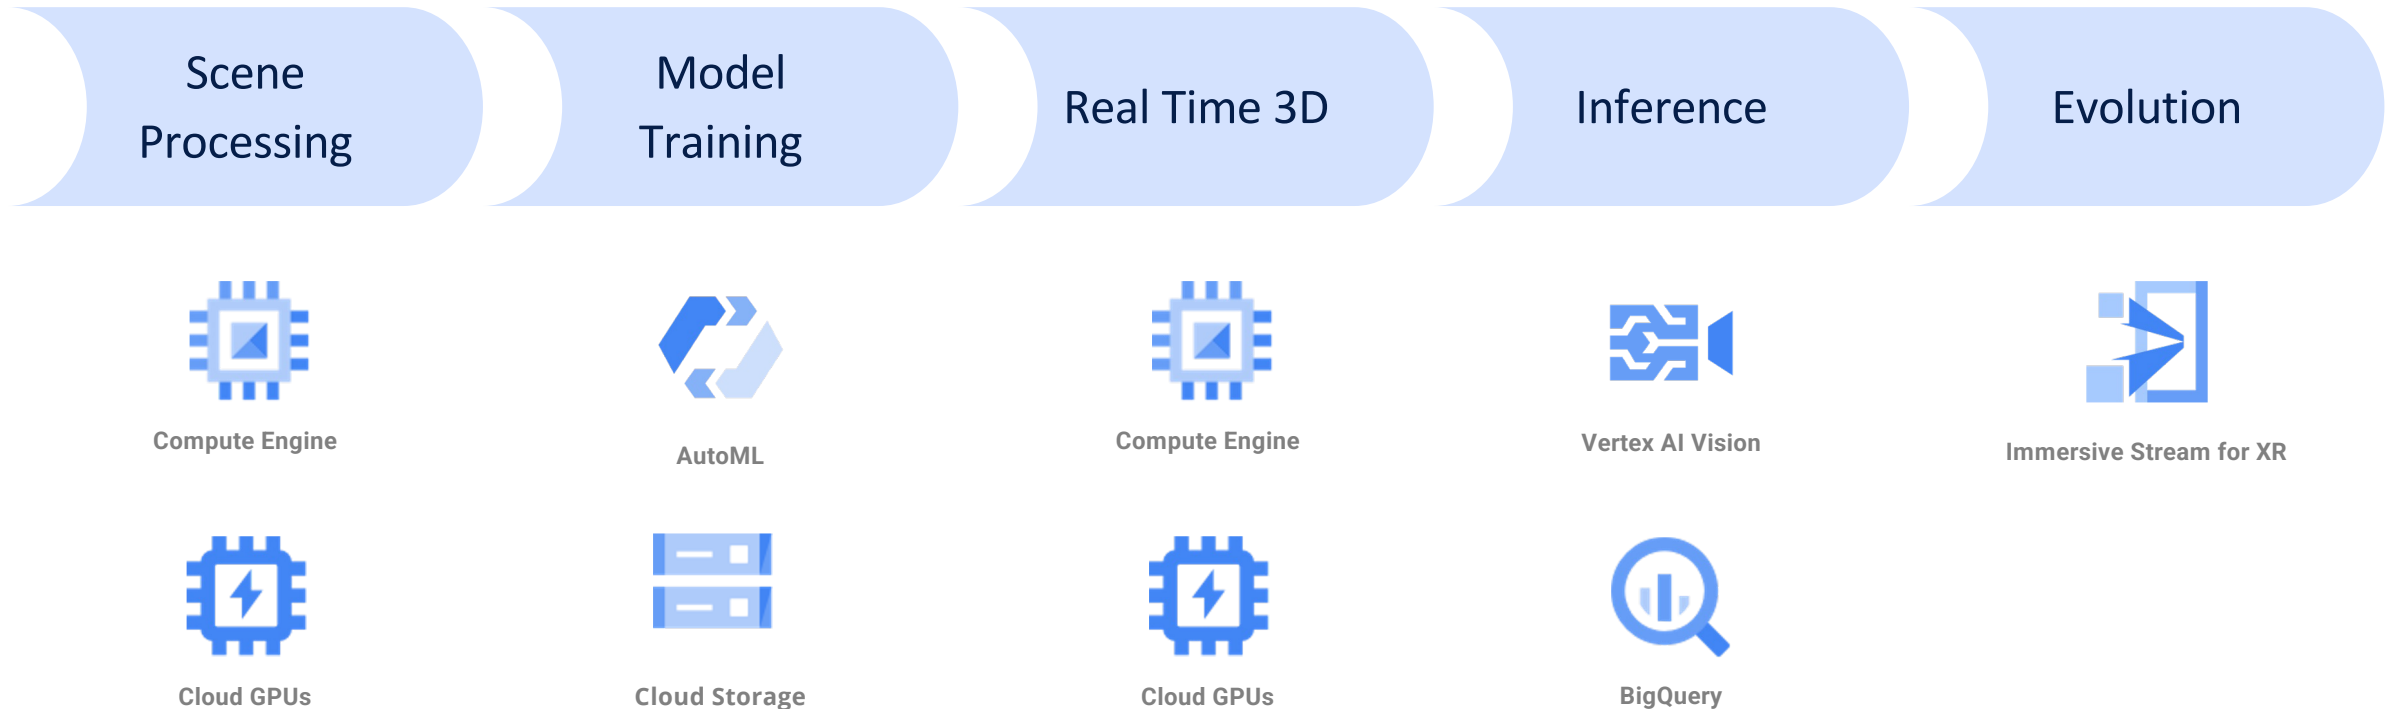 Scene
Processing
Model
Training
Real Time 3D
Inference
Evolution
Compute Engine
AutoML
Compute Engine
Vertex AI Vision
Immersive Stream for XR
Cloud GPUs
Cloud Storage
Cloud GPUs
BigQuery